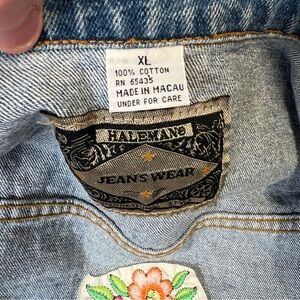 XL
100% COTTON
RN 65435
MADE IN MACAU
UNDER FOR CARE
HALEMANS
JEANS WEAR